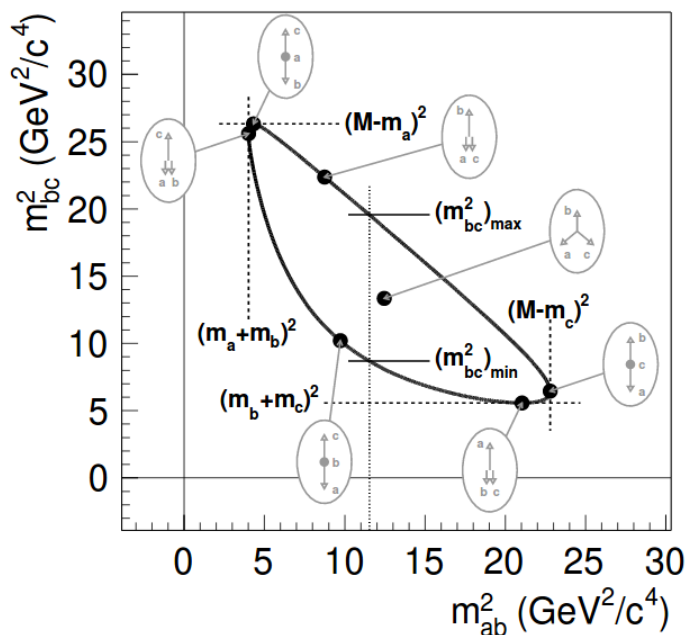 c
a
b
30
(M-mₐ)²
b
a c
c
a b
25
m²bc (GeV²/c⁴)
20
(m²bc)max
b
a c
15
(M-mc)²
(mₐ+mb)²
10
(m²bc)min
b
c
a
(mb+mc)²
5
c
b
a
a
b c
0
0 5 10 15 20 25 30
m²ab (GeV²/c⁴)